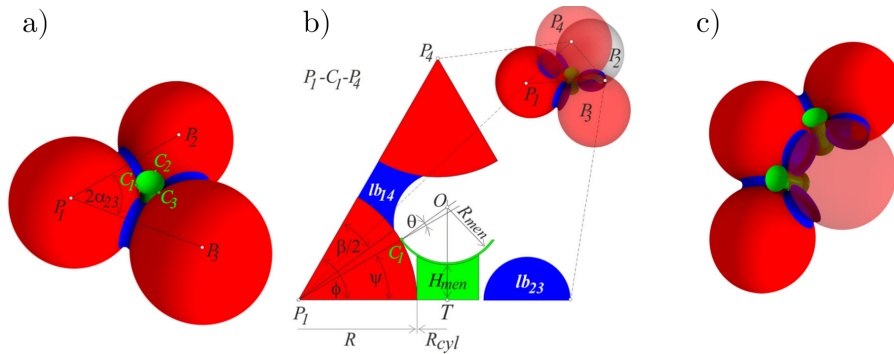 a)
P2
C2
C1
P1
2α23
C3
P3
b)
P1-C1-P4
P4
P4
P2
P1
P3
lb14
O
θ
Rmen
β/2
C1
ϕ
ψ
Hmen
lb23
P1
T
R
Rcyl
c)